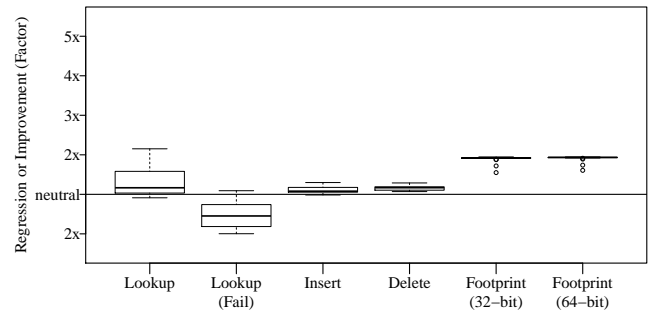 Regression or Improvement (Factor)
5x
4x
3x
2x
neutral
2x
Lookup
Lookup
(Fail)
Insert
Delete
Footprint
(32−bit)
Footprint
(64−bit)